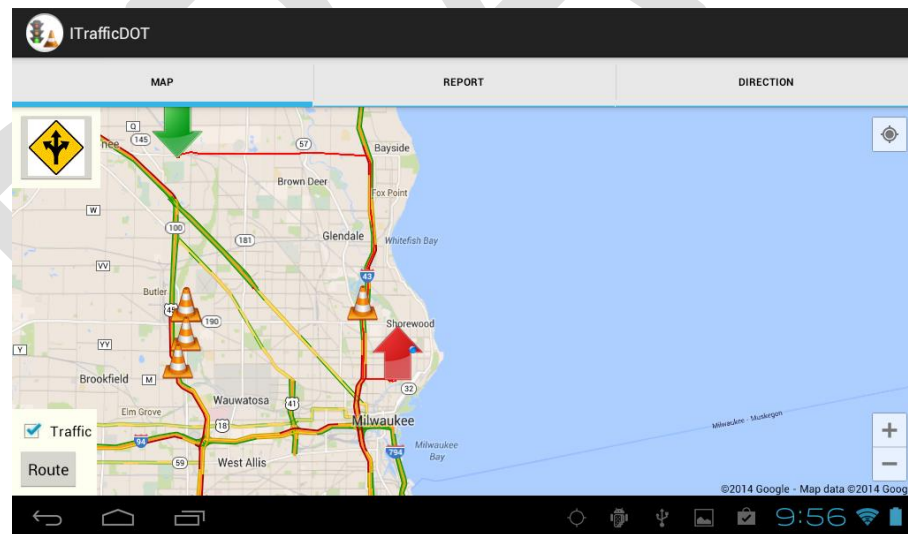 ITrafficDOT
MAP
REPORT
DIRECTION
Q
145
57
nee
Bayside
Brown Deer
Fox Point
W
100
181
Glendale
Whitefish Bay
VV
43
Butler
45
190
Shorewood
Y
YY
Brookfield
M
32
Wauwatosa
41
Elm Grove
18
Milwaukee
Traffic
94
794
Milwaukee
Bay
Milwaukee - Muskegon
+
59
West Allis
Route
−
©2014 Google - Map data ©2014 Goog
9:56